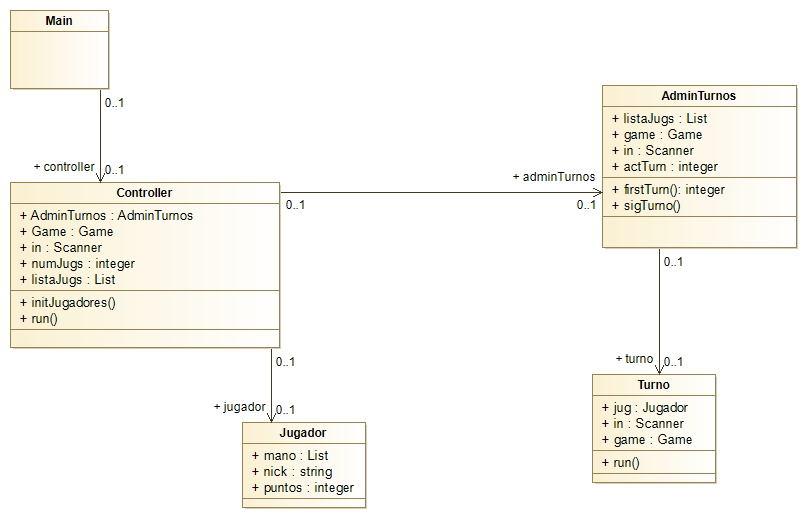 Main
0..1
+ controller
0..1
Controller
+ AdminTurnos : AdminTurnos
+ Game : Game
+ in : Scanner
+ numJugs : integer
+ listaJugs : List
+ initJugadores()
+ run()
0..1
+ adminTurnos
0..1
AdminTurnos
+ listaJugs : List
+ game : Game
+ in : Scanner
+ actTurn : integer
+ firstTurn(): integer
+ sigTurno()
0..1
+ turno
0..1
Turno
+ jug : Jugador
+ in : Scanner
+ game : Game
+ run()
0..1
+ jugador
0..1
Jugador
+ mano : List
+ nick : string
+ puntos : integer